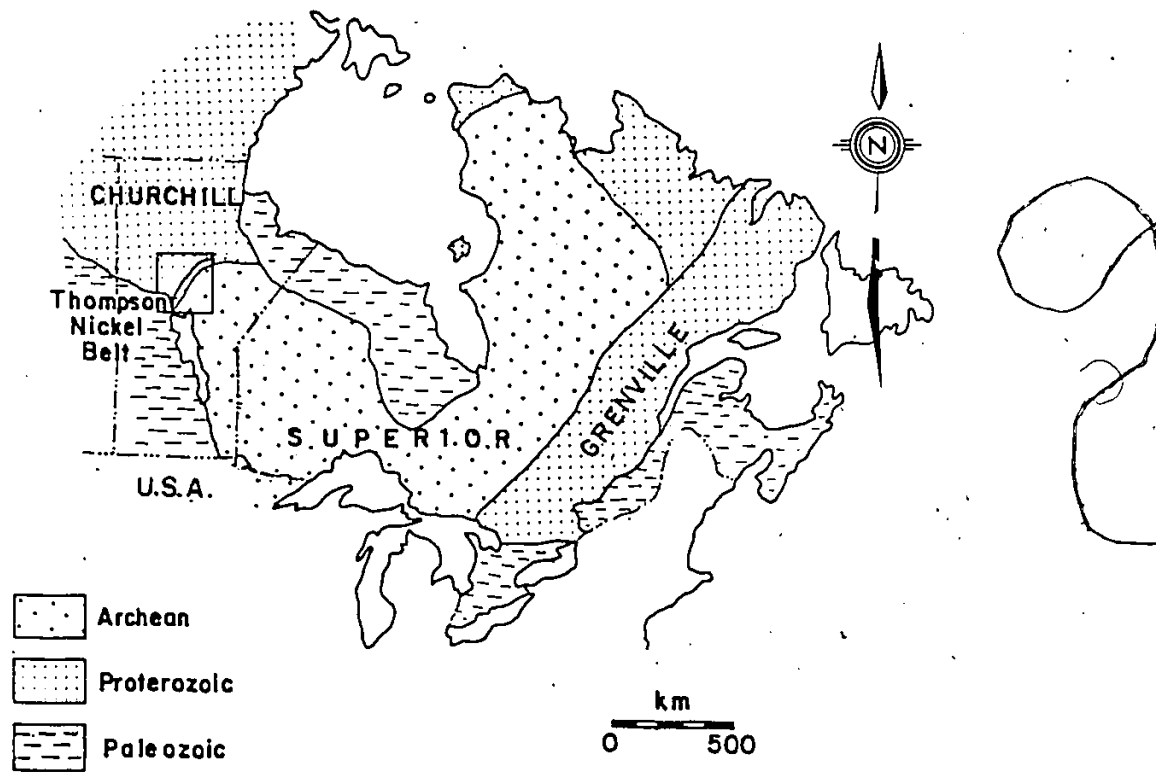 N
CHURCHILL
Thompson
Nickel
Belt
GRENVILLE
SUPERIOR
U.S.A.
Archean
Proterozoic
Paleozoic
km
0 500